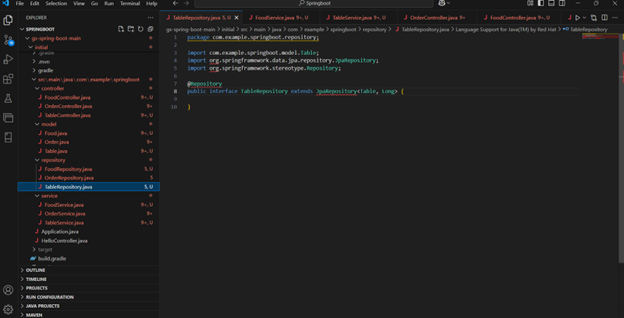 File Edit Selection View Go Run Terminal Help
Springboot
EXPLORER
gs-spring-boot-main
initial
.mvn
gradle
src\main\java\com\example\springboot
controller
FoodController.java 9+, U
OrderController.java 9+
TableController.java 9+, U
model
Food.java 9+, U
Order.java 9+
Table.java 9+, U
repository
FoodRepository.java 5, U
OrderRepository.java 5
TableRepository.java 5, U
service
FoodService.java 9+, U
OrderService.java 9+
TableService.java 9+, U
Application.java
HelloController.java
target
build.gradle
OUTLINE
TIMELINE
PROJECTS
RUN CONFIGURATION
JAVA PROJECTS
MAVEN
TableRepository.java 5, U
FoodService.java 9+, U
TableService.java 9+, U
OrderController.java 9+
FoodController.java 9+, U
gs-spring-boot-main > initial > src > main > java > com > example > springboot > repository > TableRepository.java > Language Support for Java(TM) by Red Hat > TableRepository
1 package com.example.springboot.repository;
2
3 import com.example.springboot.model.Table;
4 import org.springframework.data.jpa.repository.JpaRepository;
5 import org.springframework.stereotype.Repository;
6
7 @Repository
8 public interface TableRepository extends JpaRepository<Table, Long> {
9
10 }